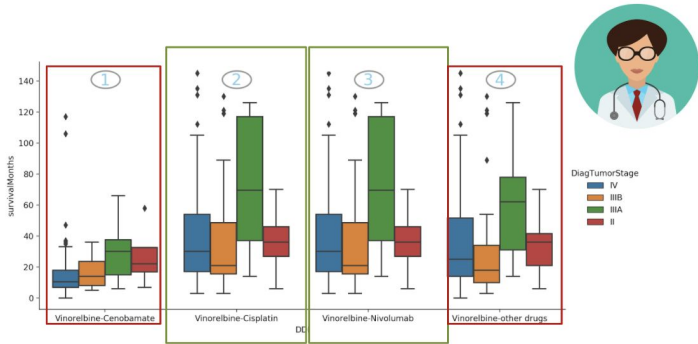 1
2
3
4
140
120
100
80
60
40
20
0
survivalMonths
Vinorelbine-Cenobamate
Vinorelbine-Cisplatin
Vinorelbine-Nivolumab
Vinorelbine-other drugs
DiagTumorStage
IV
IIIB
IIIA
II